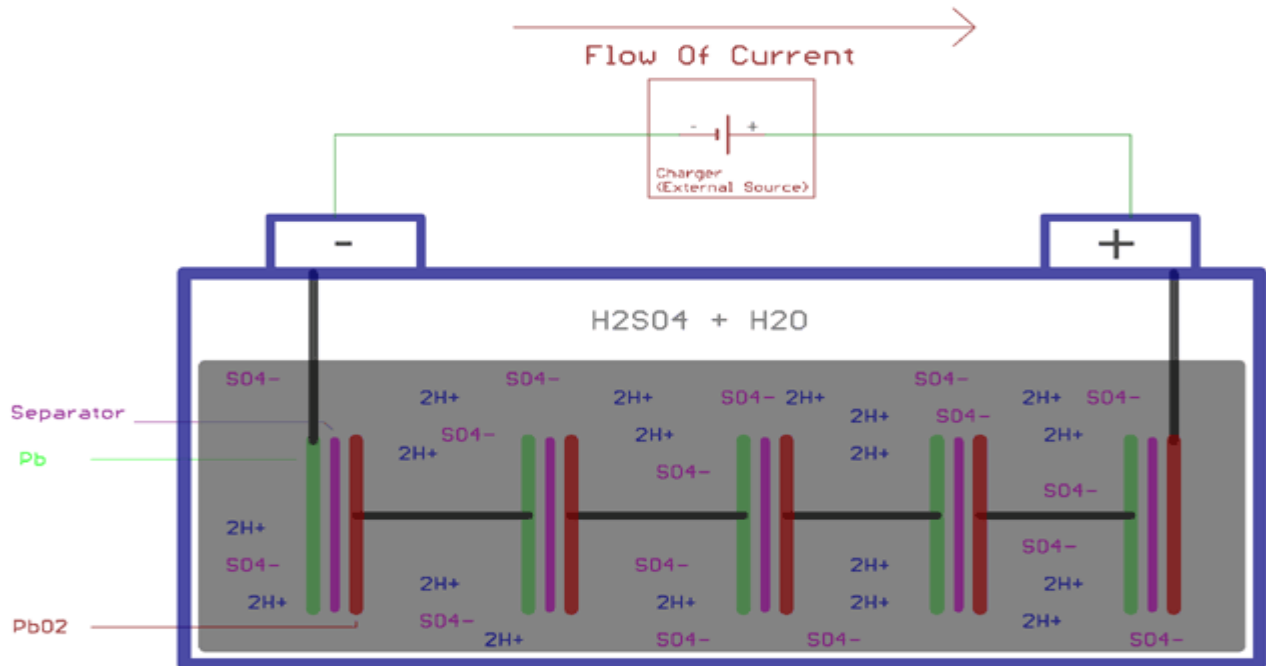 Flow Of Current
- +
Charger
(External Source)
- +
H2SO4 + H2O
SO4- SO4- SO4- SO4-
2H+ 2H+ SO4- 2H+ 2H+ SO4-
Separator
2H+ SO4-
SO4- 2H+ 2H+
Pb
2H+ 2H+
SO4-
SO4-
2H+
SO4-
SO4- SO4- 2H+
2H+ 2H+ 2H+
2H+ 2H+ 2H+
PbO2
SO4- 2H+
2H+ SO4- SO4- SO4-